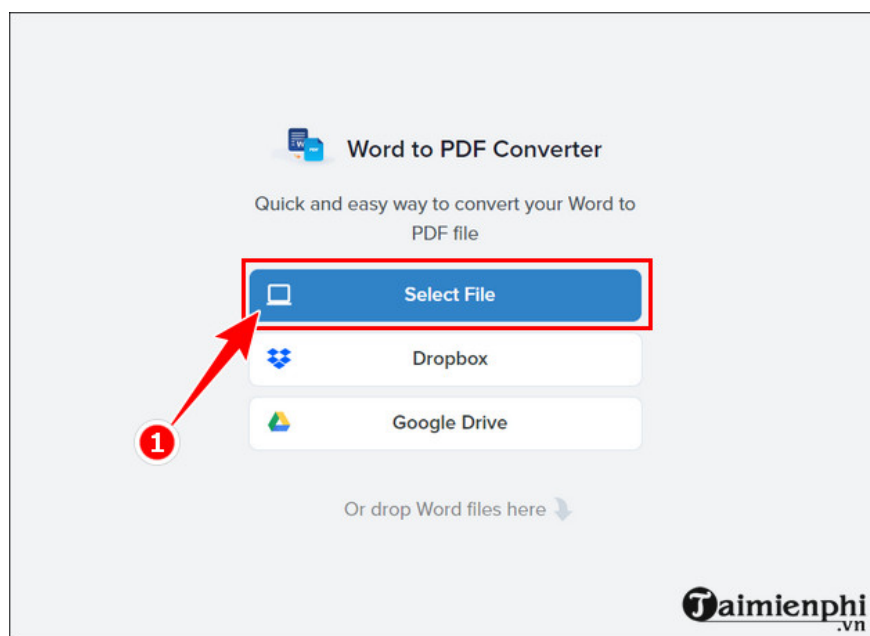 Word to PDF Converter
Quick and easy way to convert your Word to
PDF file
Select File
Dropbox
Google Drive
1
Or drop Word files here
Taimienphi
.vn